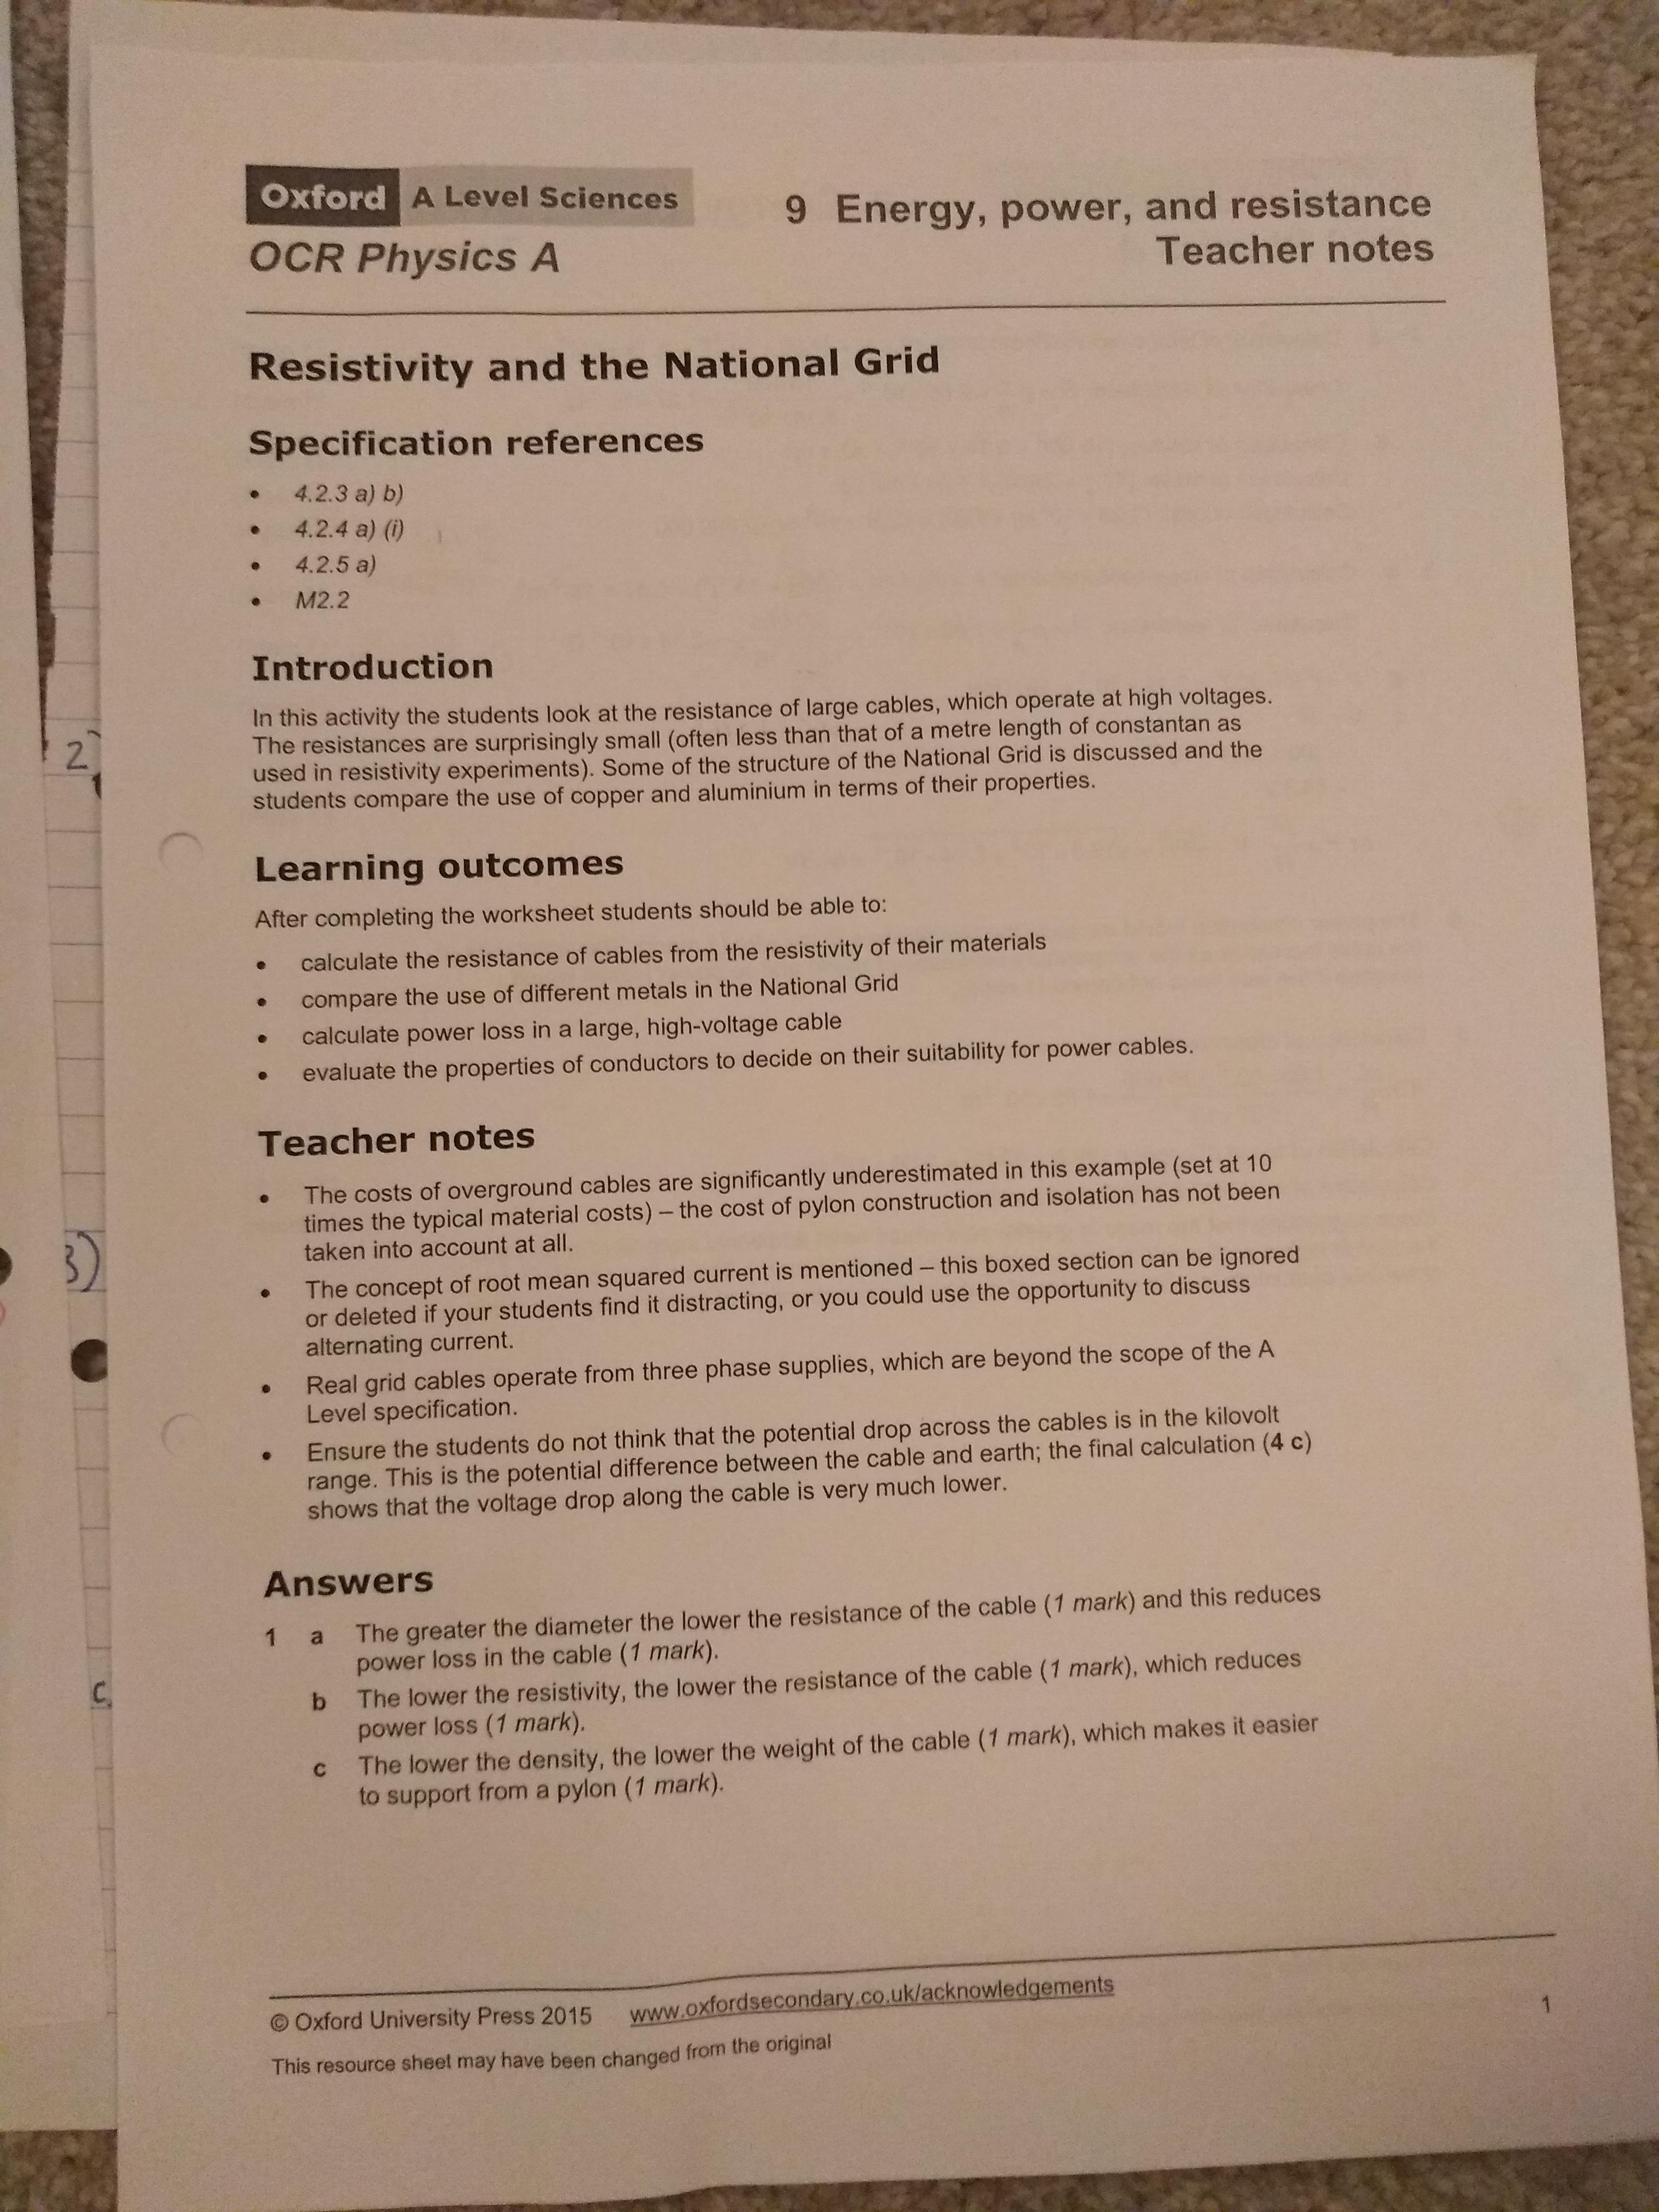 Oxford A Level Sciences
OCR Physics A
9 Energy, power, and resistance
Teacher notes
Resistivity and the National Grid
Specification references
• 4.2.3 a) b)
• 4.2.4 a) (i)
• 4.2.5 a)
• M2.2
Introduction
In this activity the students look at the resistance of large cables, which operate at high voltages.
The resistances are surprisingly small (often less than that of a metre length of constantan as
used in resistivity experiments). Some of the structure of the National Grid is discussed and the
students compare the use of copper and aluminium in terms of their properties.
2)
Learning outcomes
After completing the worksheet students should be able to:
• calculate the resistance of cables from the resistivity of their materials
• compare the use of different metals in the National Grid
• calculate power loss in a large, high-voltage cable
• evaluate the properties of conductors to decide on their suitability for power cables.
Teacher notes
• The costs of overground cables are significantly underestimated in this example (set at 10
times the typical material costs) – the cost of pylon construction and isolation has not been
taken into account at all.
3)
• The concept of root mean squared current is mentioned – this boxed section can be ignored
or deleted if your students find it distracting, or you could use the opportunity to discuss
alternating current.
• Real grid cables operate from three phase supplies, which are beyond the scope of the A
Level specification.
• Ensure the students do not think that the potential drop across the cables is in the kilovolt
range. This is the potential difference between the cable and earth; the final calculation (4 c)
shows that the voltage drop along the cable is very much lower.
Answers
1 a The greater the diameter the lower the resistance of the cable (1 mark) and this reduces
power loss in the cable (1 mark).
b The lower the resistivity, the lower the resistance of the cable (1 mark), which reduces
power loss (1 mark).
c The lower the density, the lower the weight of the cable (1 mark), which makes it easier
to support from a pylon (1 mark).
© Oxford University Press 2015 www.oxfordsecondary.co.uk/acknowledgements
1
This resource sheet may have been changed from the original